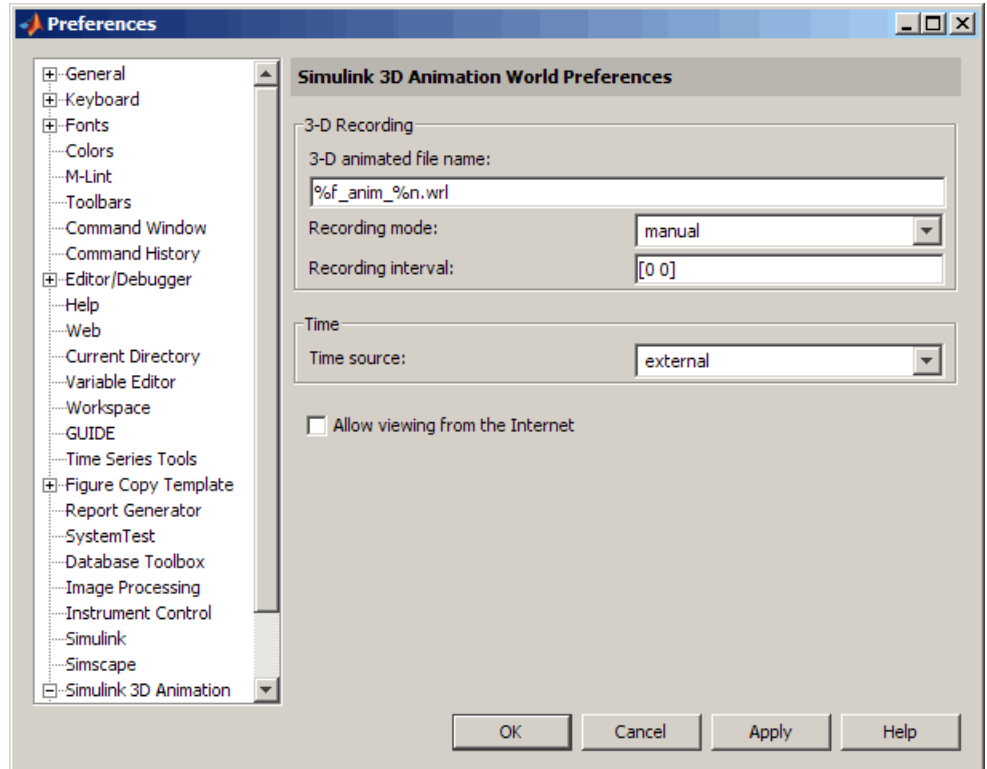 Preferences
General
Keyboard
Fonts
Colors
M-Lint
Toolbars
Command Window
Command History
Editor/Debugger
Help
Web
Current Directory
Variable Editor
Workspace
GUIDE
Time Series Tools
Figure Copy Template
Report Generator
SystemTest
Database Toolbox
Image Processing
Instrument Control
Simulink
Simscape
Simulink 3D Animation
Simulink 3D Animation World Preferences
3-D Recording
3-D animated file name:
%f_anim_%n.wrl
Recording mode: manual
Recording interval: [0 0]
Time
Time source: external
Allow viewing from the Internet
OK Cancel Apply Help